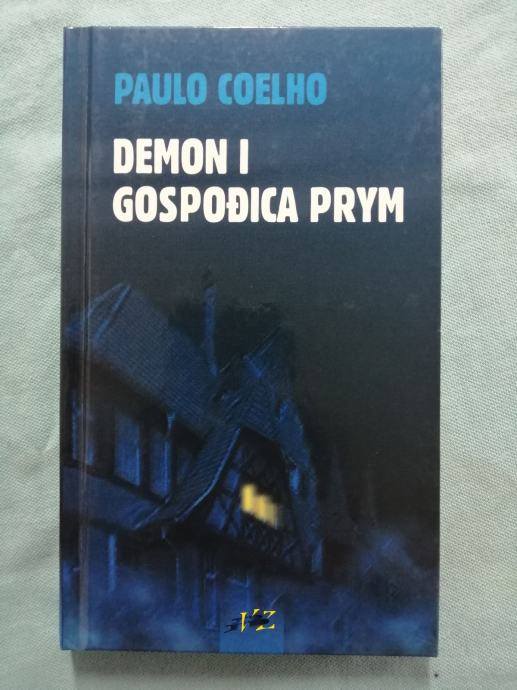 PAULO COELHO
DEMON I
GOSPOĐICA PRYM
VZ